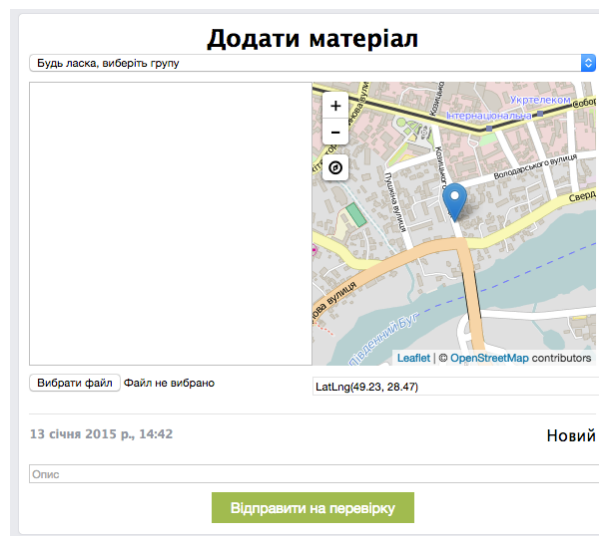 Додати матеріал
Будь ласка, виберіть групу
+
−
Укртелеком
Інтернаціональна
Собор
Козицького
Володарського вулиця
Пушкіна вулиця
Сверд
нова вулиця
Південний Буг
Leaflet | © OpenStreetMap contributors
Вибрати файл Файл не вибрано
LatLng(49.23, 28.47)
13 січня 2015 р., 14:42
Новий
Опис
Відправити на перевірку